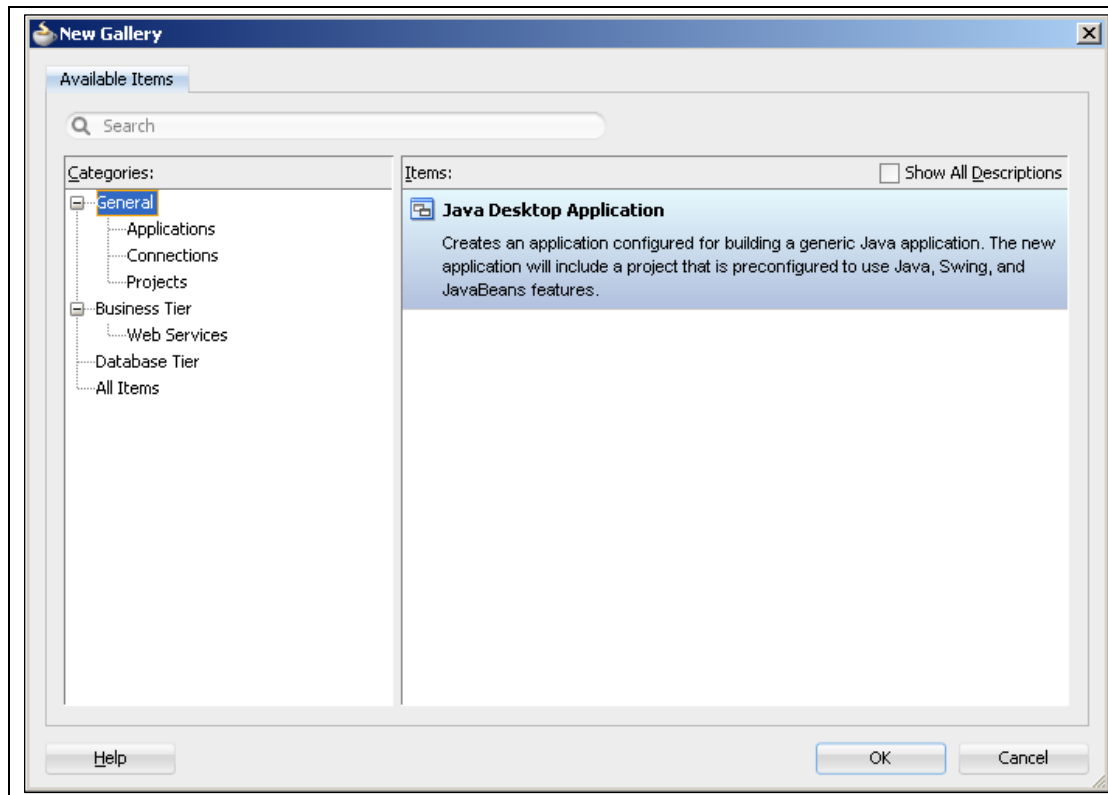 New Gallery
Available Items
Search
Categories:
General
Applications
Connections
Projects
Business Tier
Web Services
Database Tier
All Items
Items:
Show All Descriptions
Java Desktop Application
Creates an application configured for building a generic Java application. The new
application will include a project that is preconfigured to use Java, Swing, and
JavaBeans features.
Help
OK
Cancel